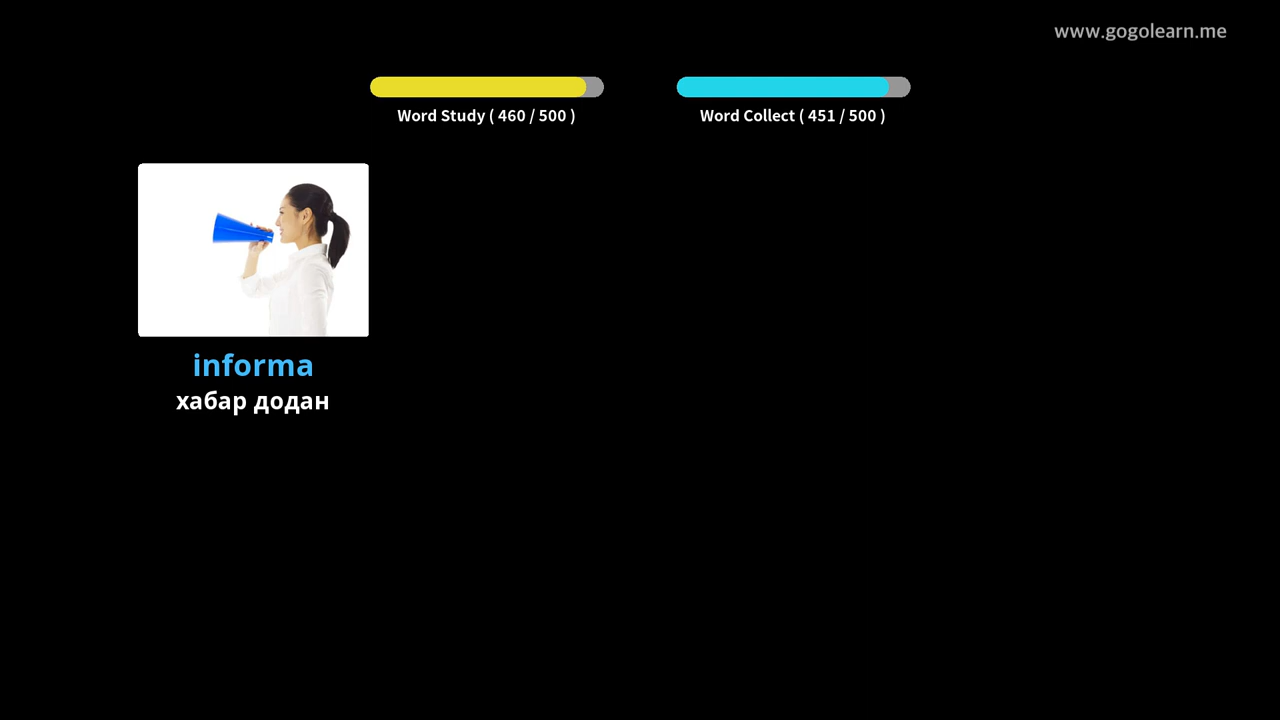 www.gogolearn.me
Word Study ( 460 / 500 )
Word Collect ( 451 / 500 )
informa
хабар додан